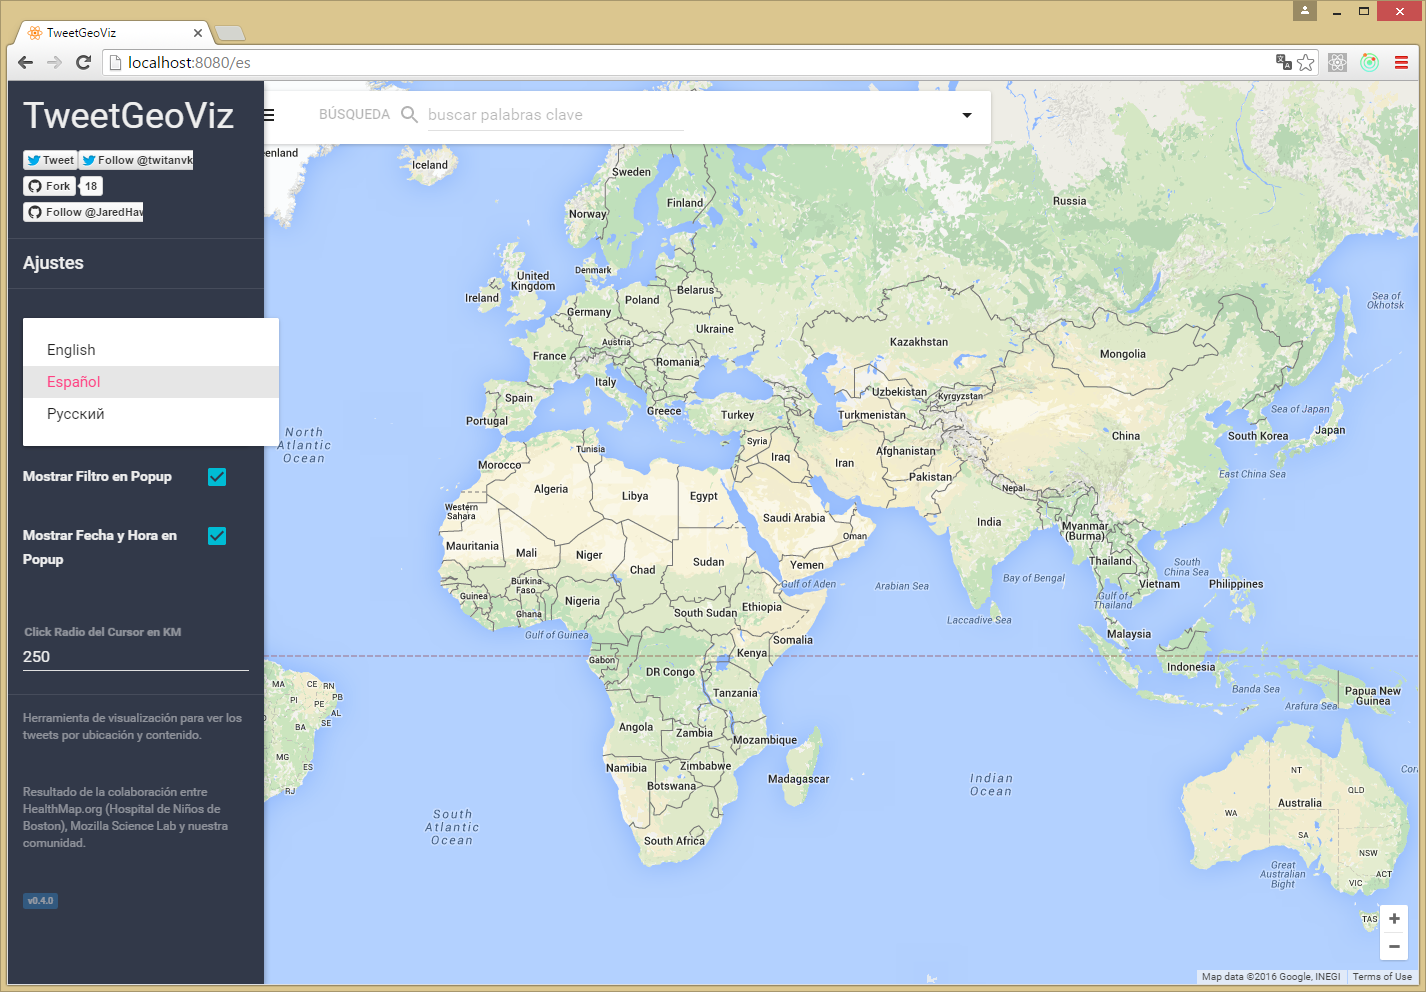 TweetGeoViz
localhost:8080/es
TweetGeoViz
Tweet
Follow @twitanvk
Fork
18
Follow @JaredHaw
Ajustes
English
Español
Русский
Mostrar Filtro en Popup
Mostrar Fecha y Hora en
Popup
Click Radio del Cursor en KM
250
Herramienta de visualización para ver los
tweets por ubicación y contenido.
Resultado de la colaboración entre
HealthMap.org (Hospital de Niños de
Boston), Mozilla Science Lab y nuestra
comunidad.
v0.4.0
BÚSQUEDA
buscar palabras clave
enland
Iceland
Sweden
Norway
Finland
Russia
Denmark
United
Kingdom
Ireland
Belarus
Poland
Germany
Ukraine
Austria
France
Romania
Italy
Spain
Portugal
Greece
Turkey
Kazakhstan
Mongolia
Uzbekistan
Kyrgyzstan
Turkmenistan
Sea of
Okhotsk
Sea of Japan
Japan
South Korea
China
East China Sea
North
Atlantic
Ocean
Tunisia
Morocco
Syria
Iraq
Iran
Afghanistan
Pakistan
Nepal
Algeria
Libya
Egypt
Western
Sahara
Saudi Arabia
Oman
India
Myanmar
(Burma)
Mauritania
Mali
Niger
Chad
Sudan
Yemen
Gulf of Aden
Arabian Sea
Bay of Bengal
Thailand
Vietnam
South
China Sea
Philippines
Gulf of
Thailand
Burkina
Faso
Guinea
Ghana
Nigeria
South Sudan
Ethiopia
Somalia
Laccadive Sea
Gulf of Guinea
Malaysia
Gabon
DR Congo
Kenya
Indonesia
Tanzania
Banda Sea
Arafura Sea
Papua New
Guinea
MA
CE
RN
PI
PE
PB
AL
SE
BA
MG
ES
RJ
Angola
Zambia
Mozambique
Namibia
Zimbabwe
Botswana
Madagascar
South Africa
South
Atlantic
Ocean
Indian
Ocean
NT
QLD
Cor
WA
Australia
SA
NSW
ACT
VIC
Great
Australian
Bight
TAS
+
−
Map data ©2016 Google, INEGI
Terms of Use